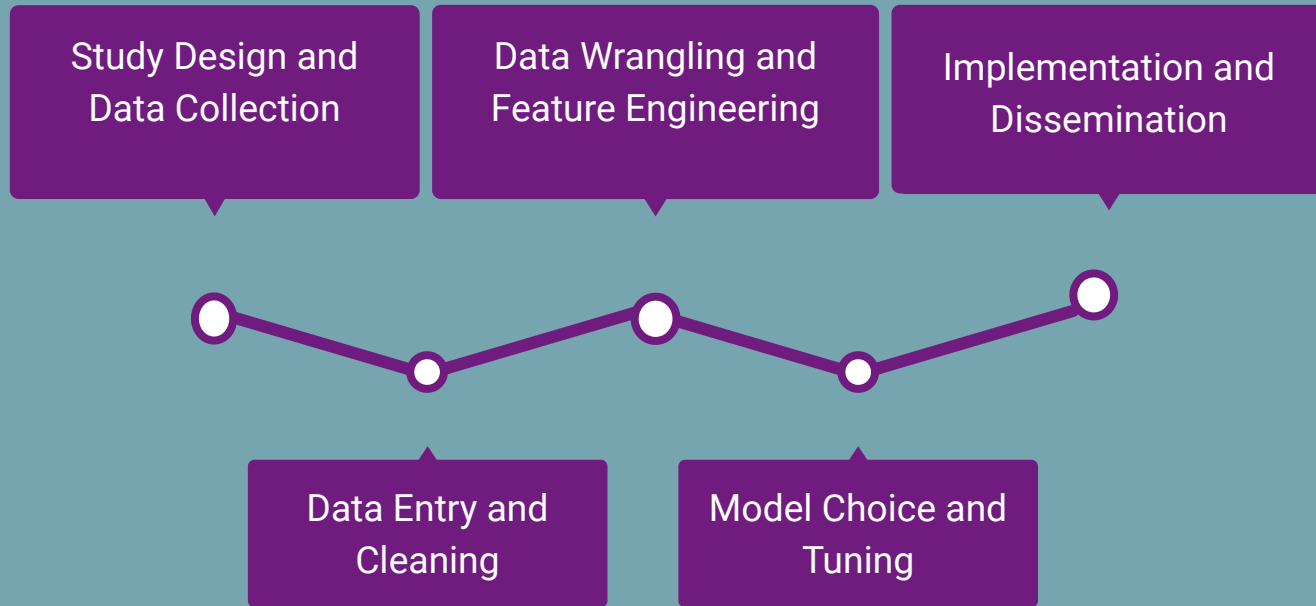 Study Design and
Data Collection
Data Wrangling and
Feature Engineering
Implementation and
Dissemination
Data Entry and
Cleaning
Model Choice and
Tuning